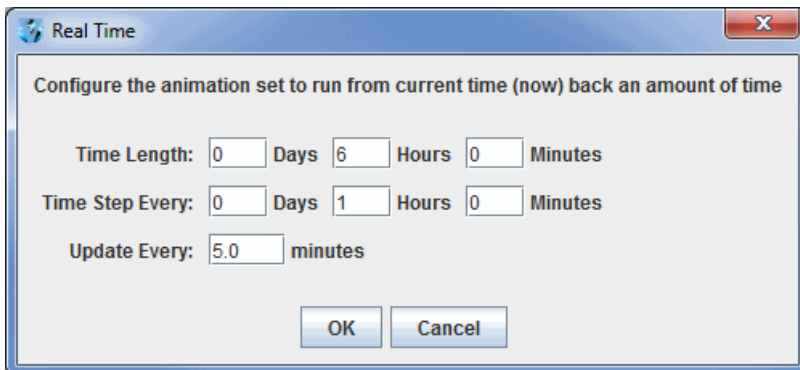 Real Time
Configure the animation set to run from current time (now) back an amount of time
Time Length: 0 Days 6 Hours 0 Minutes
Time Step Every: 0 Days 1 Hours 0 Minutes
Update Every: 5.0 minutes
OK Cancel